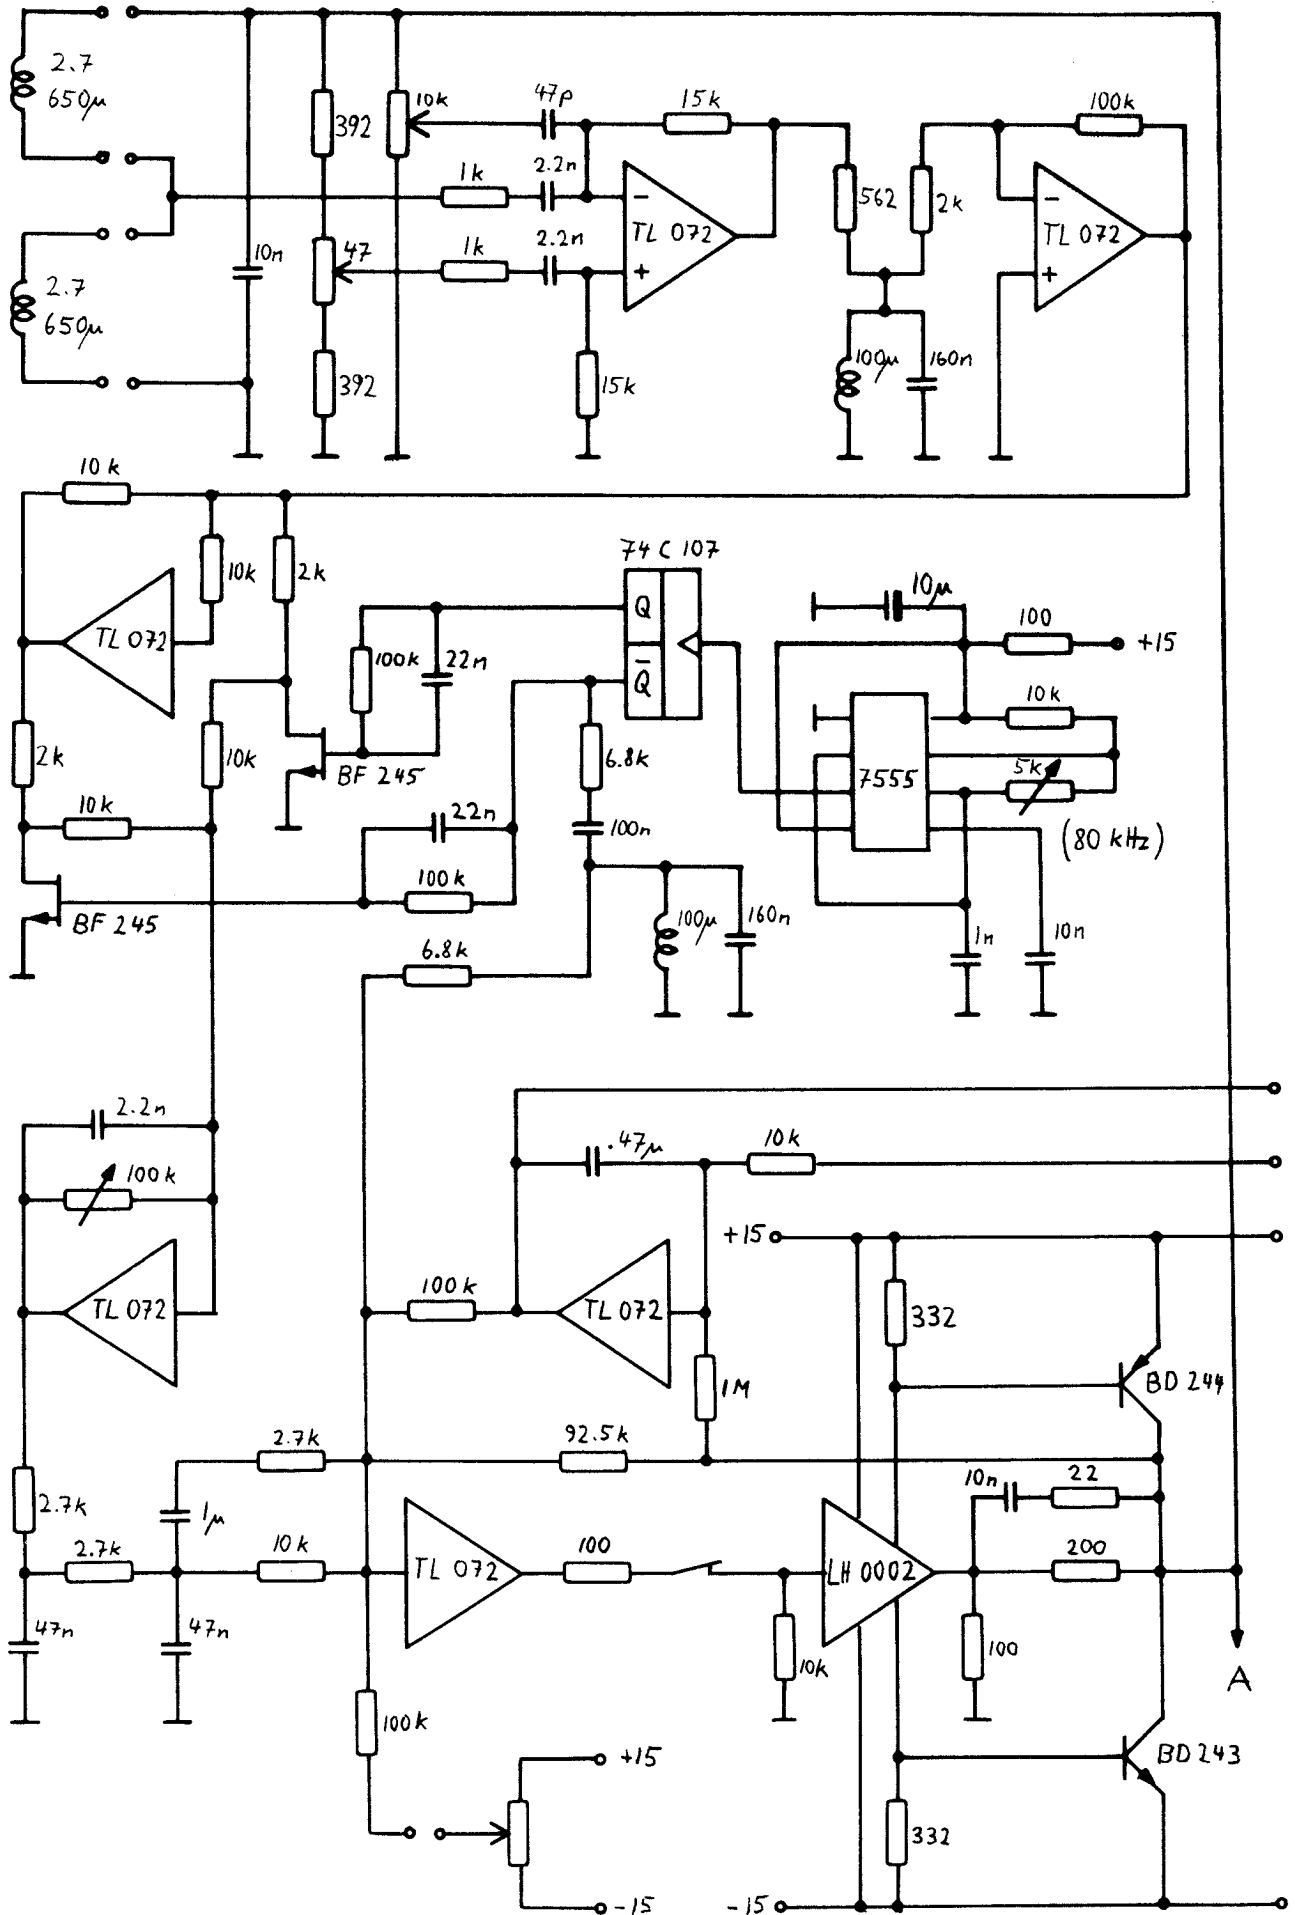 2.7
650μ
2.7
650μ
10n
392
47
392
10k
47p
1k
2.2n
1k
2.2n
15k
−
TL 072
+
15k
562
2k
100μ
160n
100k
−
TL 072
+
10k
10k
2k
TL 072
2k
10k
10k
BF 245
BF 245
100k
22n
22n
100k
74 C 107
Q
Q̅
6.8k
100n
100μ
160n
6.8k
10μ
100
+15
10k
7555
5k
(80 kHz)
1n
10n
2.2n
100k
TL 072
100k
.47μ
10k
TL 072
1M
+15
332
BD 244
2.7k
92.5k
2.7k
1μ
2.7k
10k
47n
47n
TL 072
100
LH 0002
10k
10n
22
200
100
A
100k
+15
-15
332
BD 243
-15